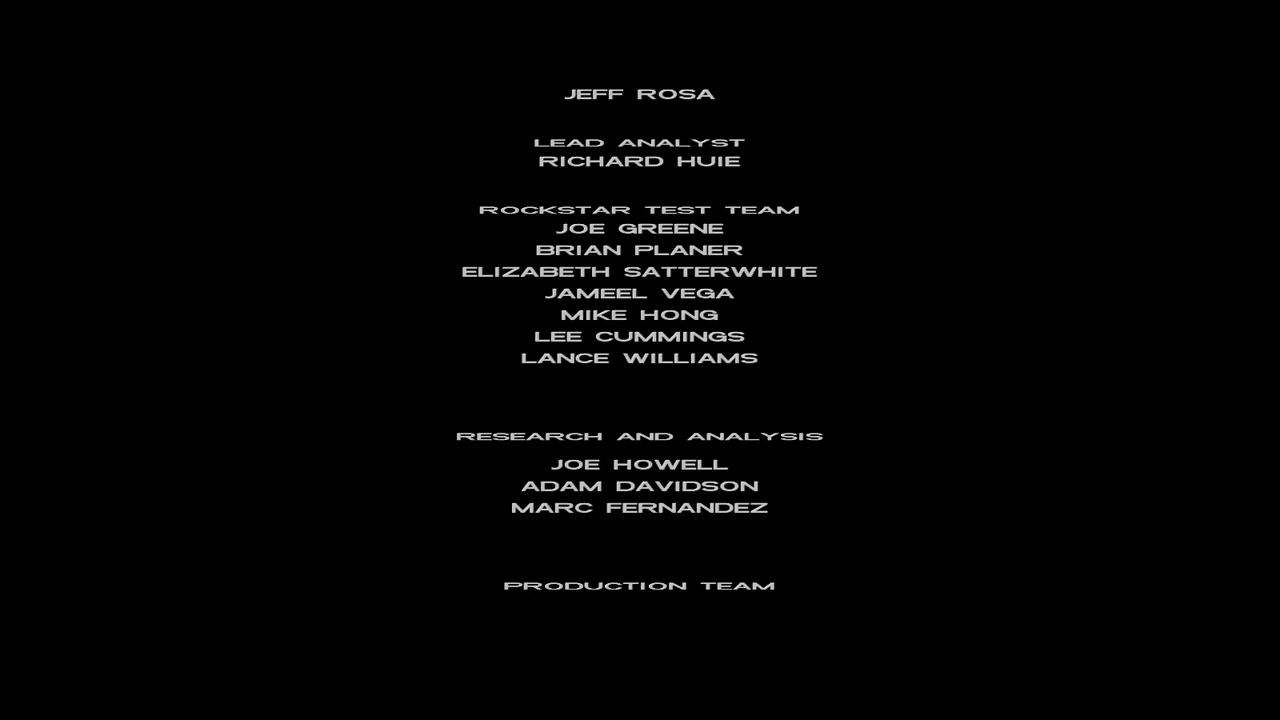 JEFF ROSA
LEAD ANALYST
RICHARD HUIE
ROCKSTAR TEST TEAM
JOE GREENE
BRIAN PLANER
ELIZABETH SATTERWHITE
JAMEEL VEGA
MIKE HONG
LEE CUMMINGS
LANCE WILLIAMS
RESEARCH AND ANALYSIS
JOE HOWELL
ADAM DAVIDSON
MARC FERNANDEZ
PRODUCTION TEAM